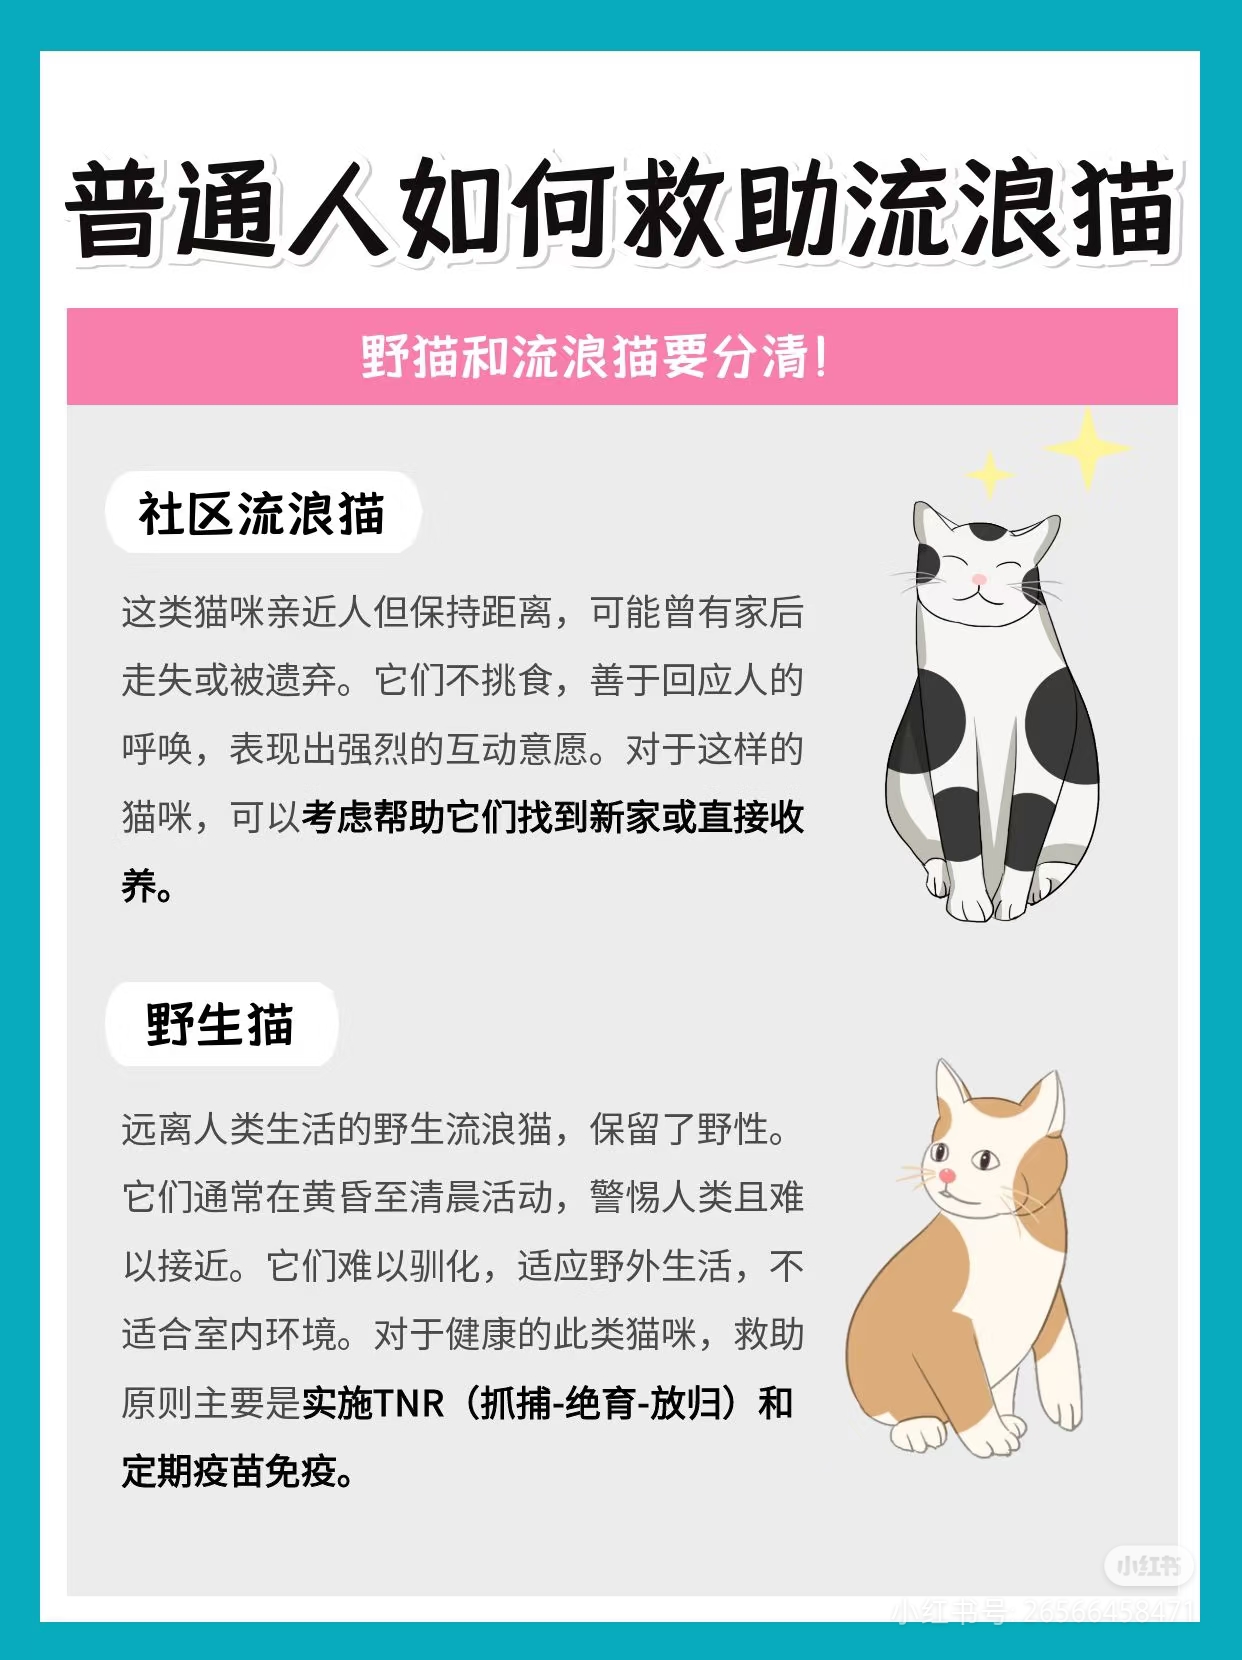 普通人如何救助流浪猫
野猫和流浪猫要分清！
社区流浪猫
这类猫咪亲近人但保持距离，可能曾有家后
走失或被遗弃。它们不挑食，善于回应人的
呼唤，表现出强烈的互动意愿。对于这样的
猫咪，可以考虑帮助它们找到新家或直接收
养。
野生猫
远离人类生活的野生流浪猫，保留了野性。
它们通常在黄昏至清晨活动，警惕人类且难
以接近。它们难以驯化，适应野外生活，不
适合室内环境。对于健康的此类猫咪，救助
原则主要是实施TNR（抓捕-绝育-放归）和
定期疫苗免疫。
小红书
小红书号: 26566458471